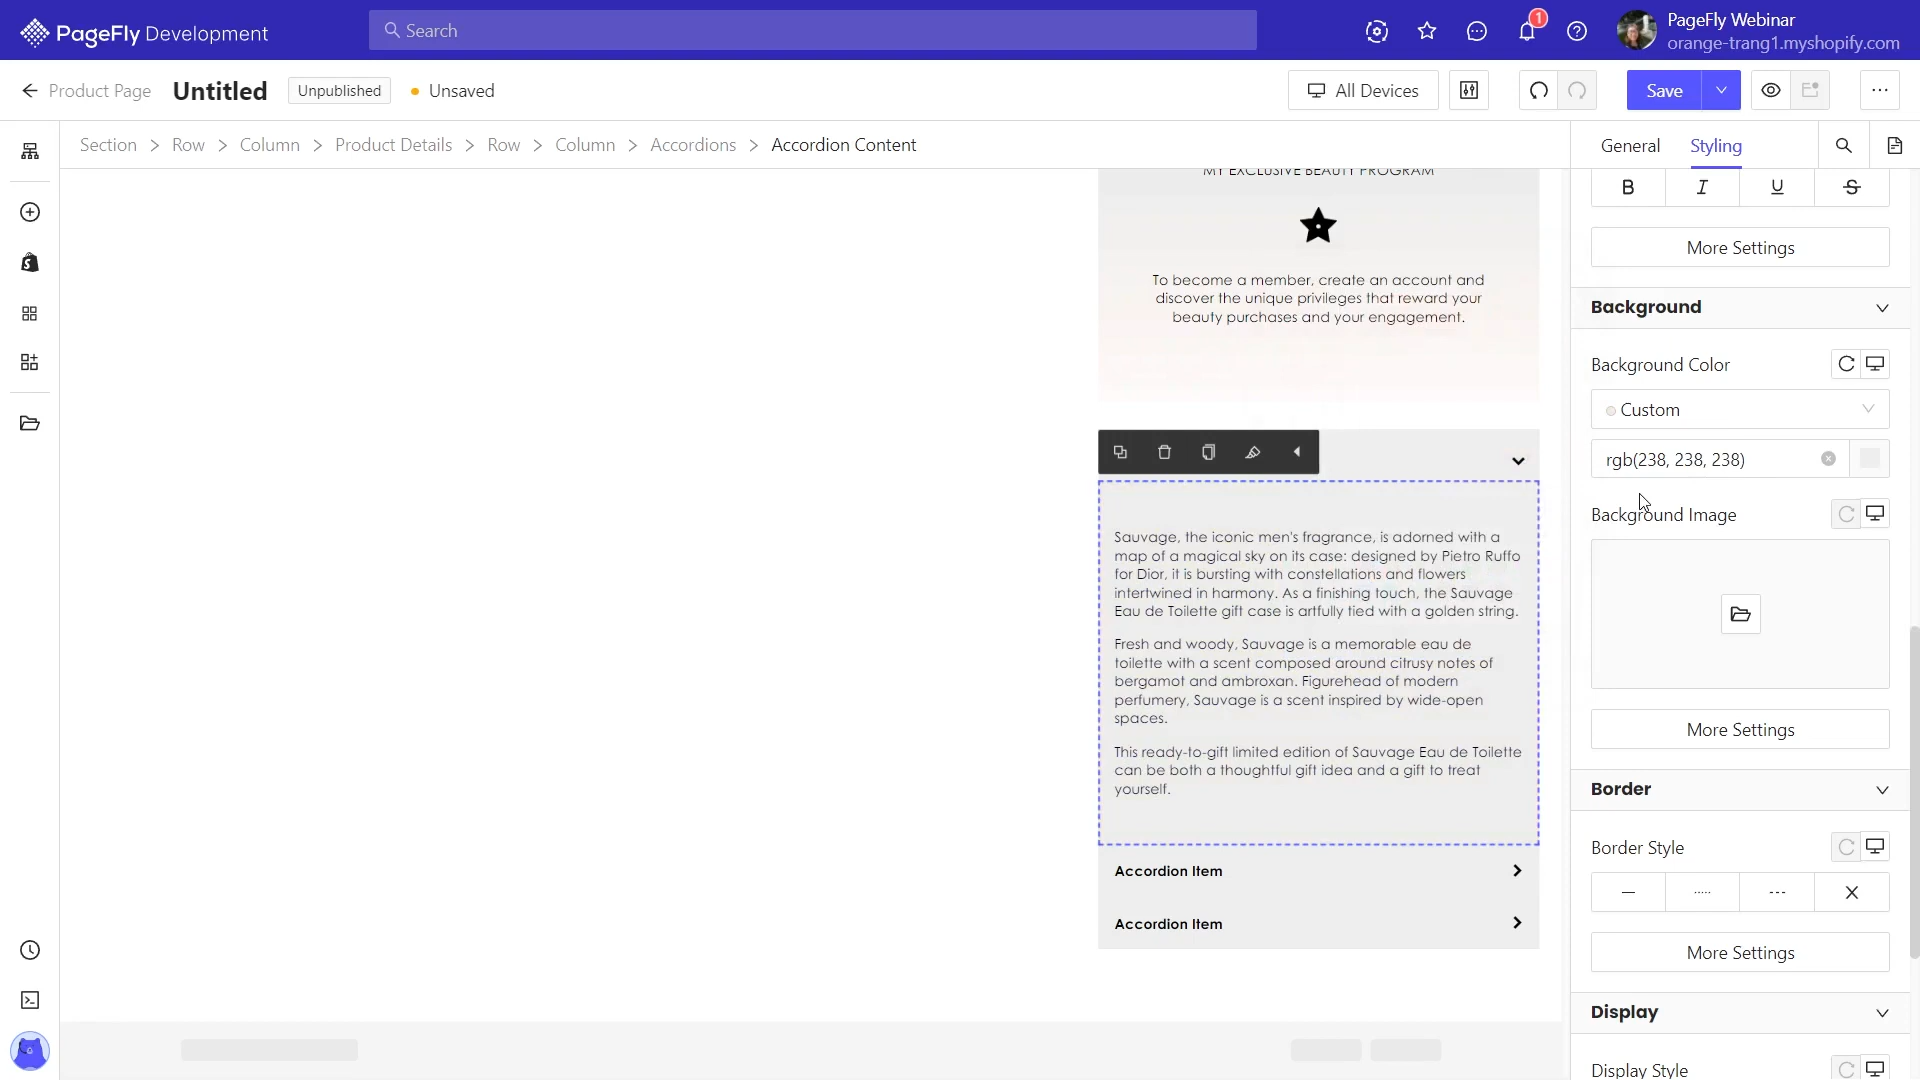 PageFly Development
Search
1
PageFly Webinar
orange-trang1.myshopify.com
Product Page
Untitled
Unpublished
Unsaved
All Devices
Save
Section > Row > Column > Product Details > Row > Column > Accordions > Accordion Content
General
Styling
B I U S
More Settings
Background
Background Color
Custom
rgb(238, 238, 238)
Background Image
More Settings
Border
Border Style
More Settings
Display
Display Style
MY EXCLUSIVE BEAUTY PROGRAM
To become a member, create an account and
discover the unique privileges that reward your
beauty purchases and your engagement.
Sauvage, the iconic men's fragrance, is adorned with a
map of a magical sky on its case: designed by Pietro Ruffo
for Dior, it is bursting with constellations and flowers
intertwined in harmony. As a finishing touch, the Sauvage
Eau de Toilette gift case is artfully tied with a golden string.
Fresh and woody, Sauvage is a memorable eau de
toilette with a scent composed around citrusy notes of
bergamot and ambroxan. Figurehead of modern
perfumery, Sauvage is a scent inspired by wide-open
spaces.
This ready-to-gift limited edition of Sauvage Eau de Toilette
can be both a thoughtful gift idea and a gift to treat
yourself.
Accordion Item
Accordion Item